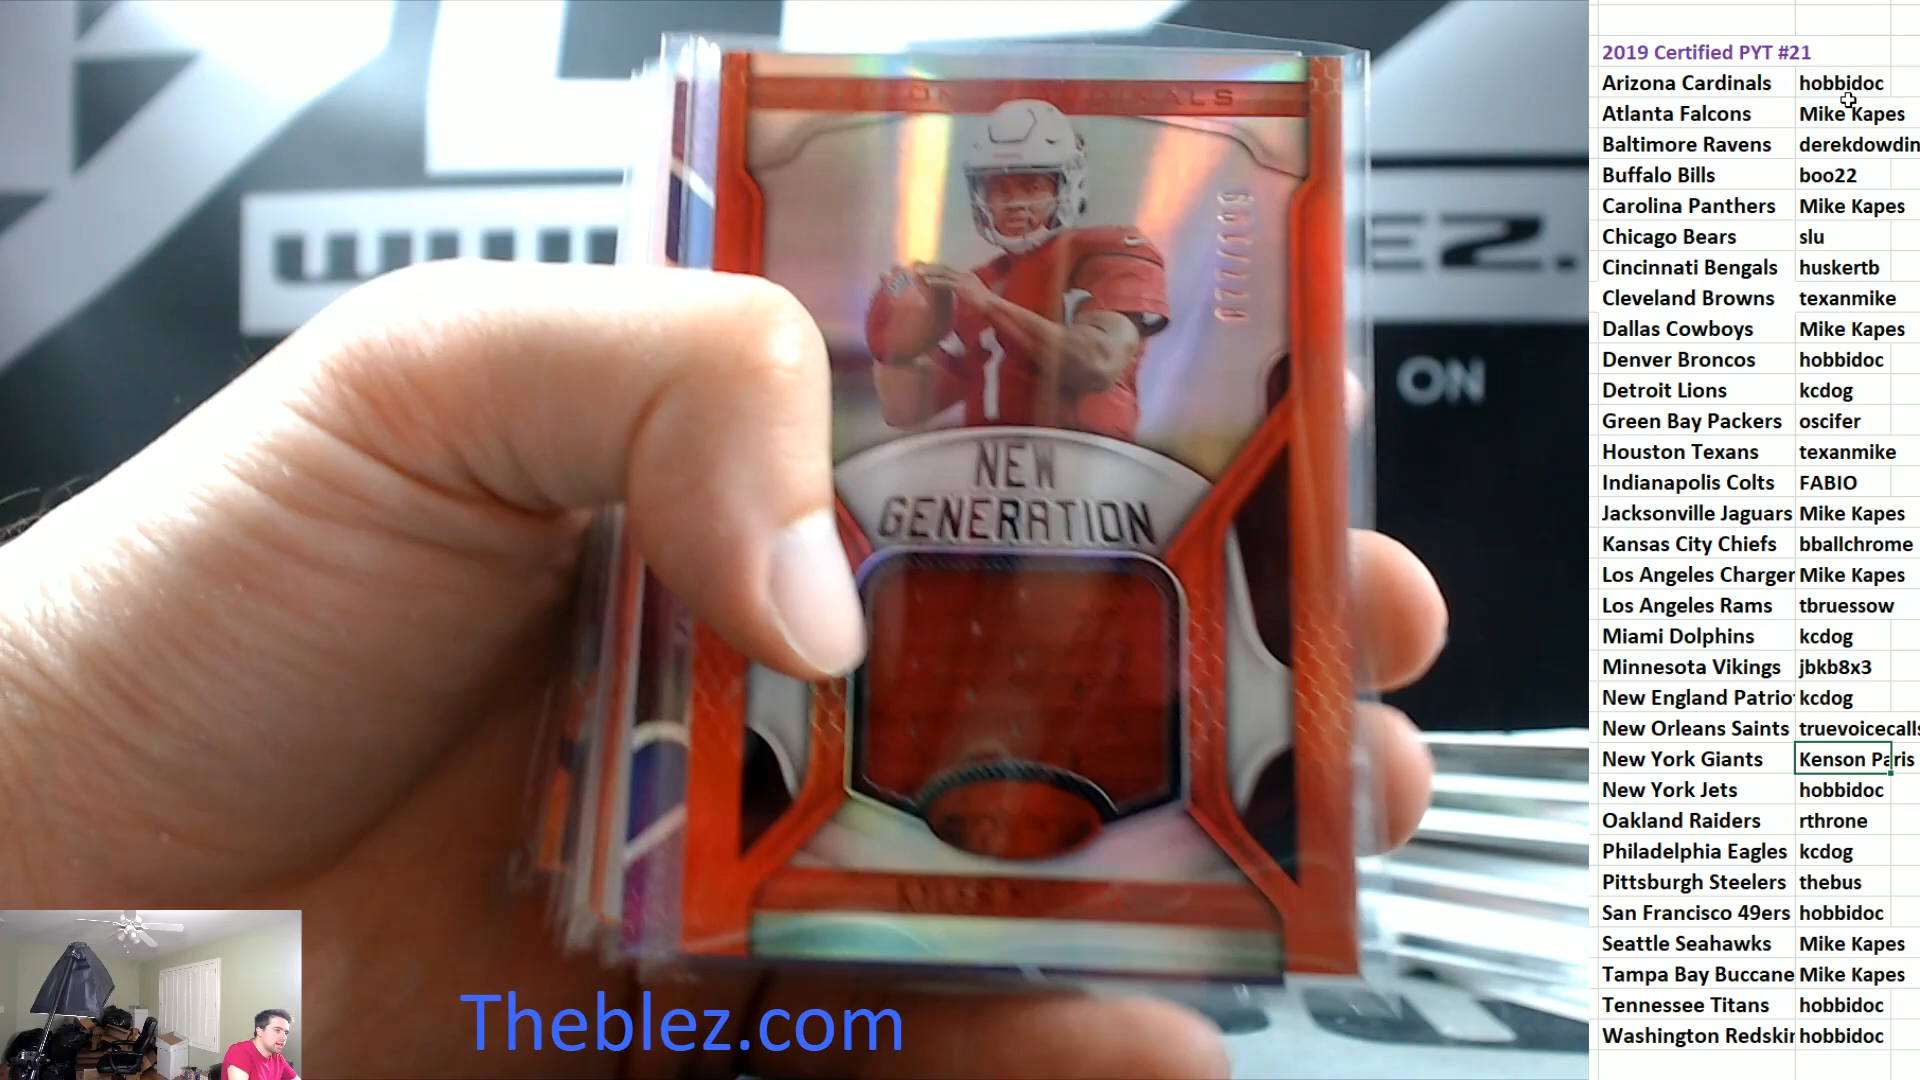 2019 Certified PYT #21
Arizona Cardinals hobbidoc
Atlanta Falcons Mike Kapes
Baltimore Ravens derekdowdin
Buffalo Bills boo22
Carolina Panthers Mike Kapes
Chicago Bears slu
Cincinnati Bengals huskertb
Cleveland Browns texanmike
Dallas Cowboys Mike Kapes
Denver Broncos hobbidoc
Detroit Lions kcdog
Green Bay Packers oscifer
Houston Texans texanmike
Indianapolis Colts FABIO
Jacksonville Jaguars Mike Kapes
Kansas City Chiefs bballchrome
Los Angeles Charger Mike Kapes
Los Angeles Rams tbruessow
Miami Dolphins kcdog
Minnesota Vikings jbkb8x3
New England Patrio kcdog
New Orleans Saints truevoicecalls
New York Giants Kenson Paris
New York Jets hobbidoc
Oakland Raiders rthrone
Philadelphia Eagles kcdog
Pittsburgh Steelers thebus
San Francisco 49ers hobbidoc
Seattle Seahawks Mike Kapes
Tampa Bay Buccane Mike Kapes
Tennessee Titans hobbidoc
Washington Redskin hobbidoc
077/199
1
NEW
GENERATION
ON
Theblez.com